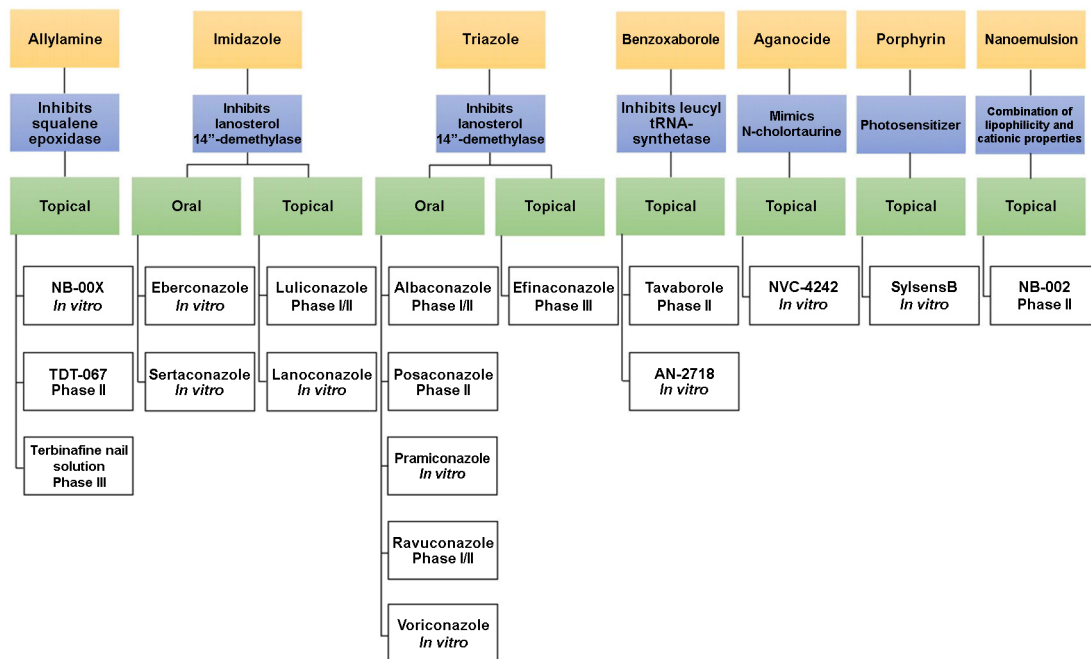 Allylamine
Imidazole
Triazole
Benzoxaborole
Aganocide
Porphyrin
Nanoemulsion
Inhibits
squalene
epoxidase
Inhibits
lanosterol
14”-demethylase
Inhibits
lanosterol
14”-demethylase
Inhibits leucyl
tRNA-
synthetase
Mimics
N-cholortaurine
Photosensitizer
Combination of
lipophilicity and
cationic properties
Topical
Oral
Topical
Oral
Topical
Topical
Topical
Topical
Topical
NB-00X
In vitro
Eberconazole
In vitro
Luliconazole
Phase I/II
Albaconazole
Phase I/II
Efinaconazole
Phase III
Tavaborole
Phase II
NVC-4242
In vitro
SylsensB
In vitro
NB-002
Phase II
TDT-067
Phase II
Sertaconazole
In vitro
Lanoconazole
In vitro
Posaconazole
Phase II
AN-2718
In vitro
Terbinafine nail
solution
Phase III
Pramiconazole
In vitro
Ravuconazole
Phase I/II
Voriconazole
In vitro